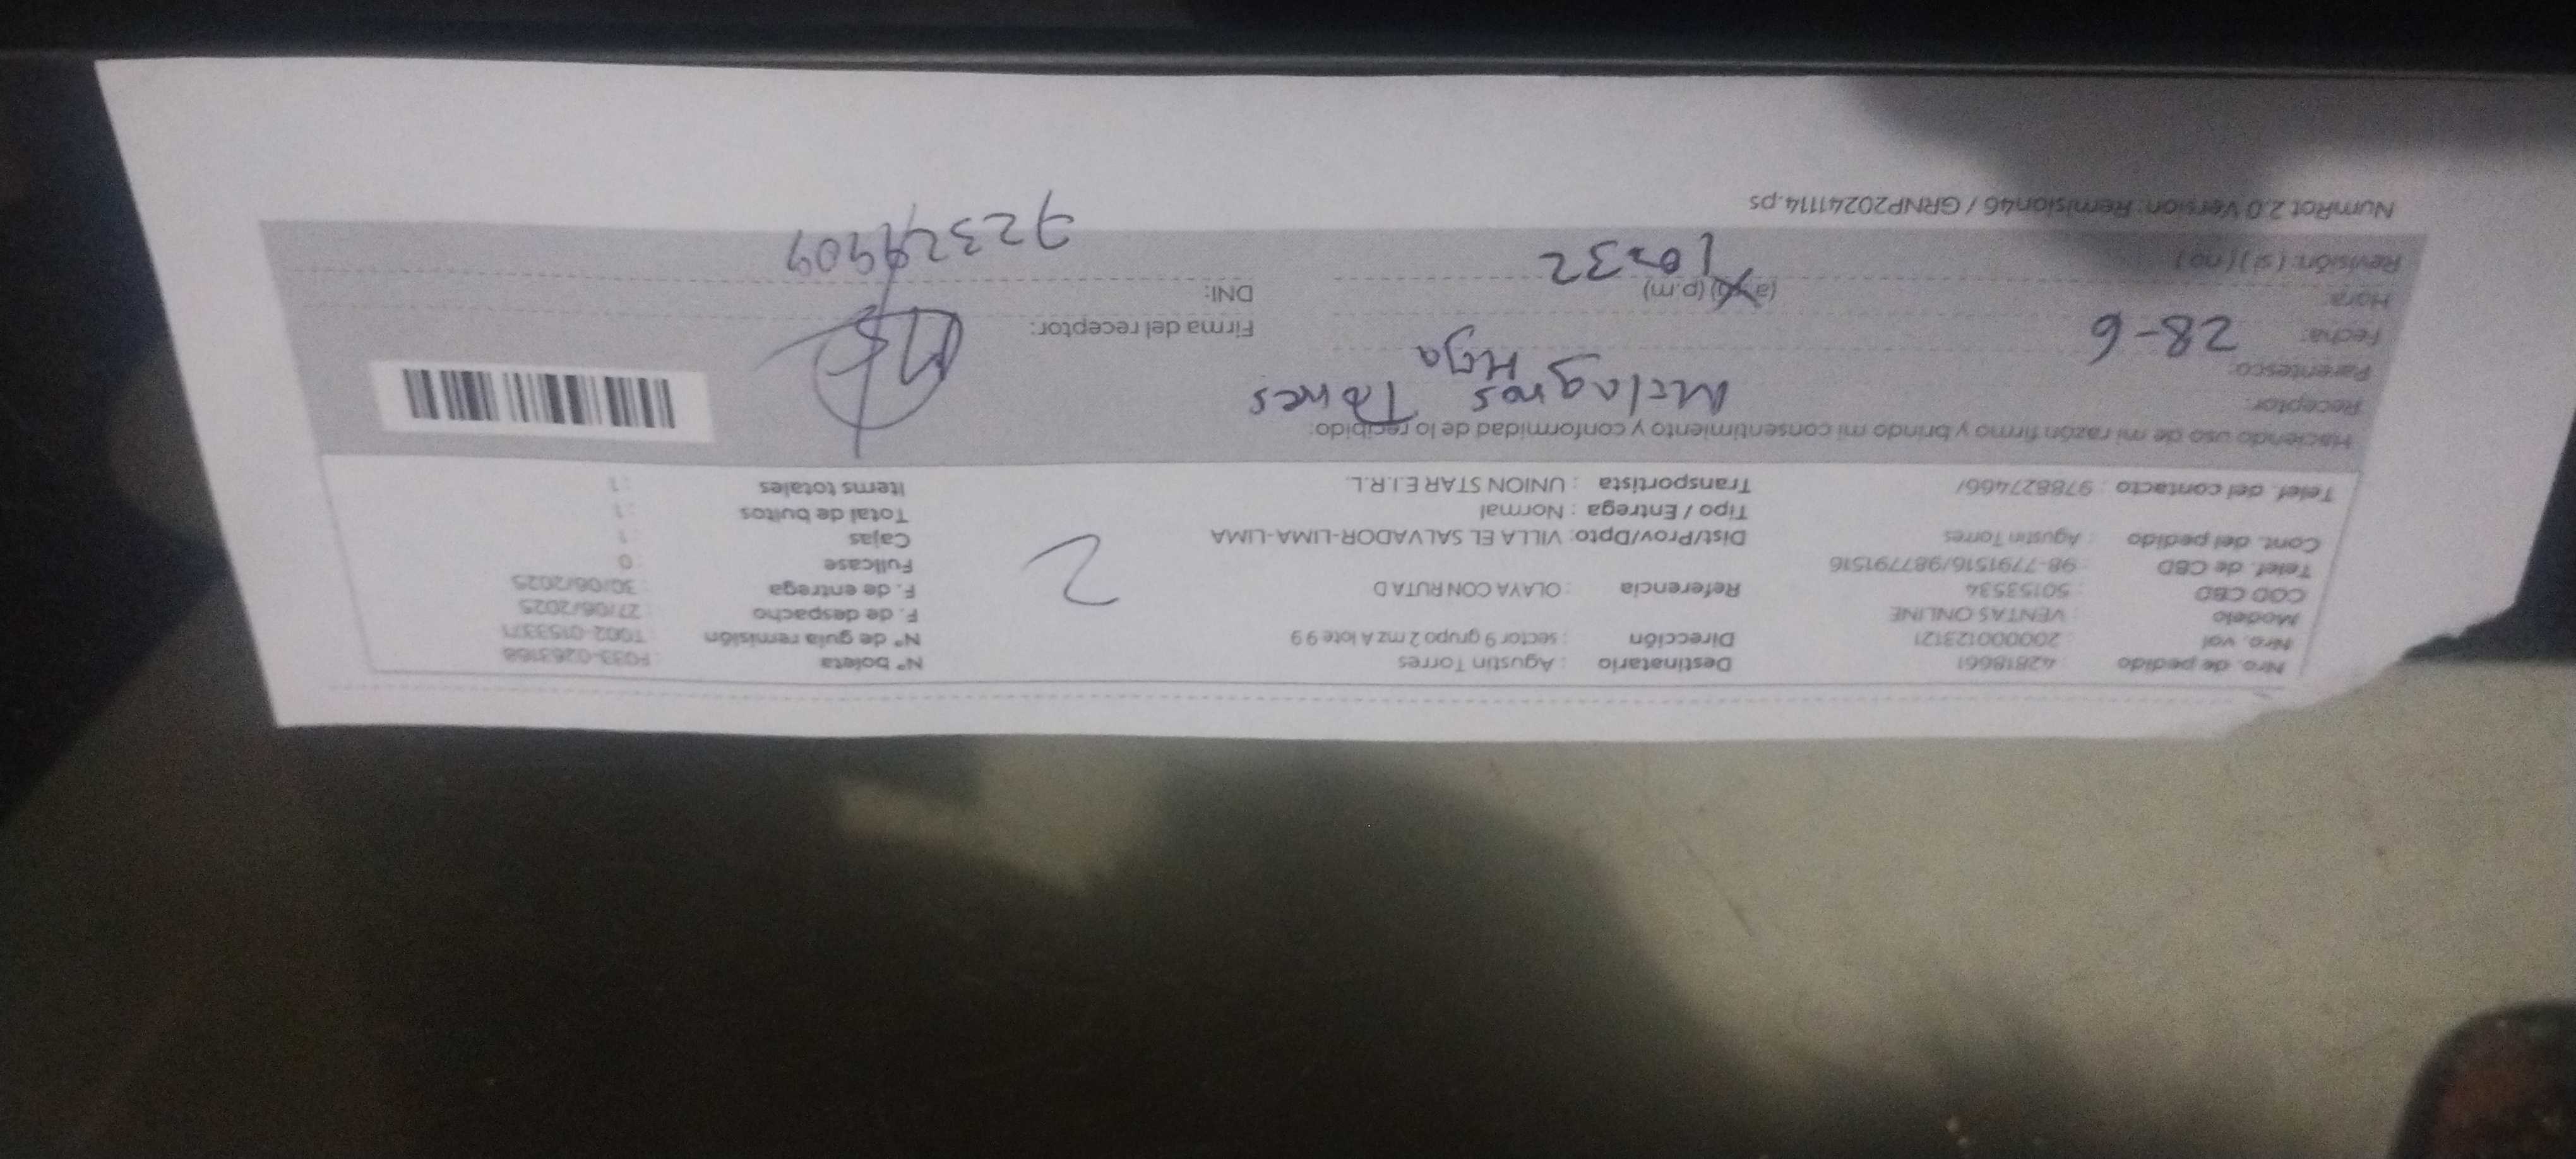 Nro. de pedido : 42818661 Destinatario : Agustin Torres N° boleta : F033-0263168
Nro. val : 200000123121 Dirección : sector 9 grupo 2 mz A lote 9 9 N° de guía remisión : T002-0153371
Modelo : VENTAS ONLINE F. de despacho : 27/06/2025
COD CBD : 50153534 Referencia : OLAYA CON RUTA D F. de entrega : 30/06/2025
Telef. de CBD : 98-7791516/987791516 Fullcase : 0
Cont. del pedido : Agustin Torres Dist/Prov/Dpto: VILLA EL SALVADOR-LIMA-LIMA Cajas : 1
Tipo / Entrega : Normal Total de bultos : 1
Telef. del contacto : 978827466/ Transportista : UNION STAR E.I.R.L. Items totales : 1
2
Haciendo uso de mi razón firmo y brindo mi consentimiento y conformidad de lo recibido:
Receptor: Milagros Torres
Parentesco: Hija
Fecha: 28-6 Firma del receptor:
Hora: (a.m) (p.m) 10:32 DNI:
Revisión: ( si ) ( no )
NumRot 2.0 Version: Remision46 / GRNP20241114.ps